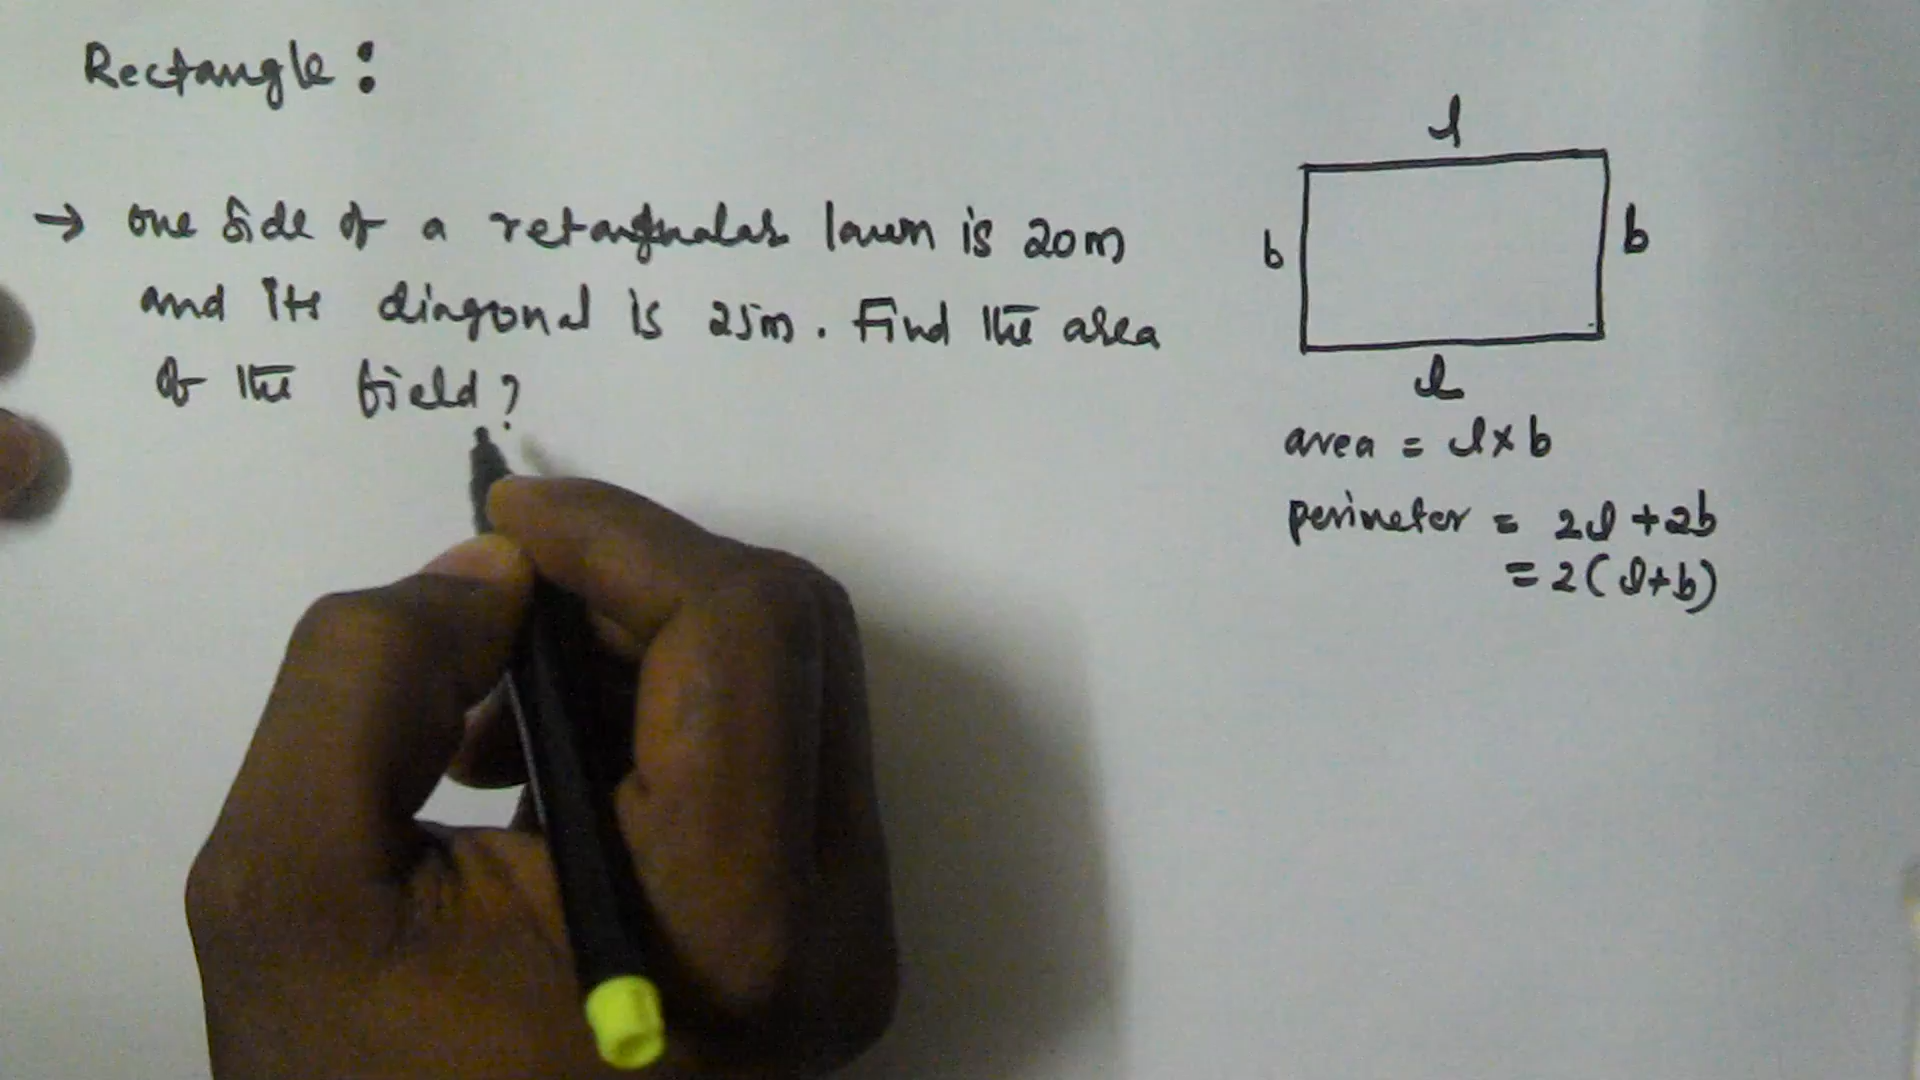 Rectangle :
→ one side of a retangualar lawn is 20m
and its diagonal is 25m. Find the area
of the field?
l
b
b
l
area = l × b
perimeter = 2l + 2b
= 2(l+b)